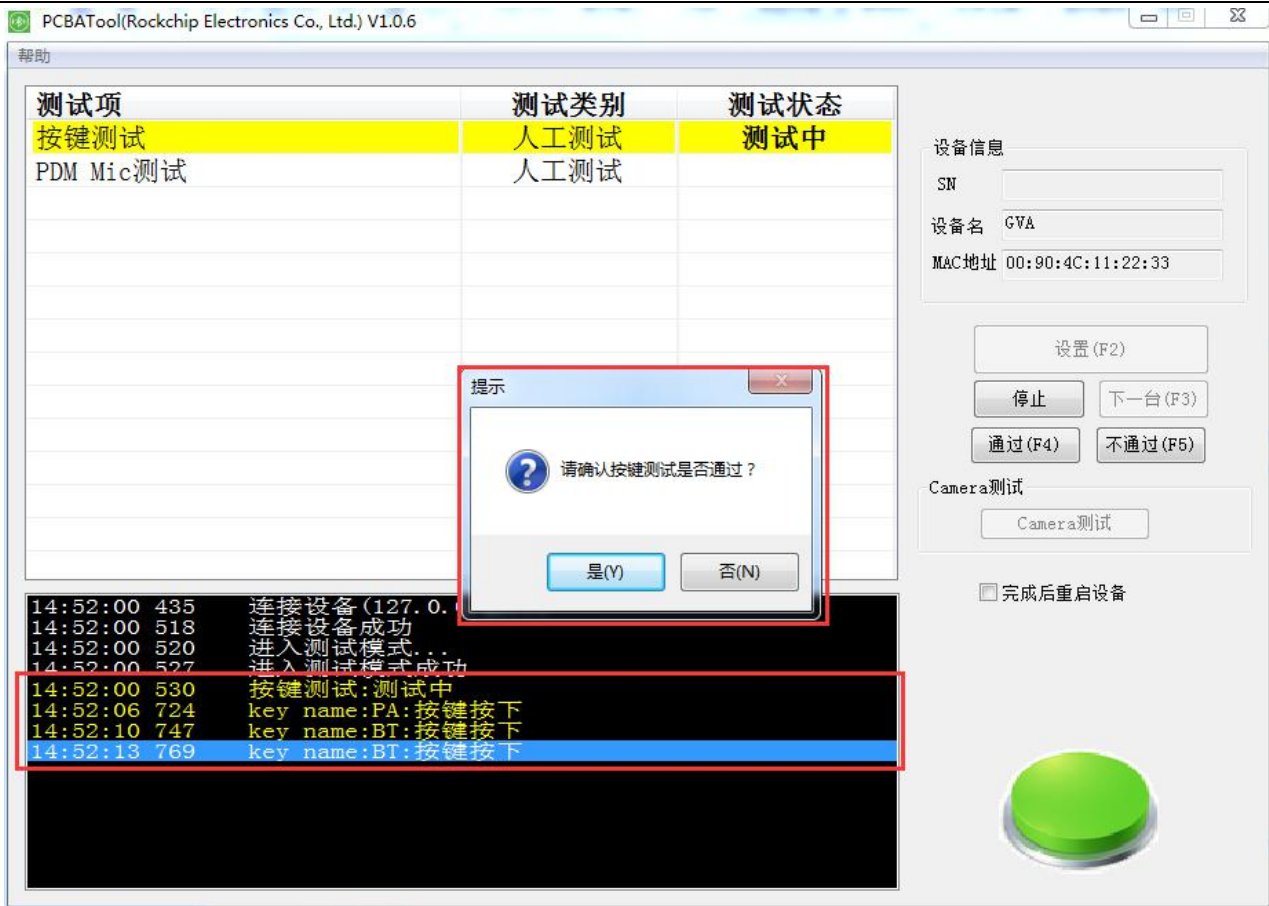 PCBATool(Rockchip Electronics Co., Ltd.) V1.0.6
帮助
测试项 测试类别 测试状态
按键测试 人工测试 测试中
PDM Mic测试 人工测试
设备信息
SN
设备名 GVA
MAC地址 00:90:4C:11:22:33
设置(F2)
停止 下一台(F3)
通过(F4) 不通过(F5)
Camera测试
Camera测试
完成后重启设备
提示
请确认按键测试是否通过？
是(Y) 否(N)
14:52:00 435 连接设备(127.0.
14:52:00 518 连接设备成功
14:52:00 520 进入测试模式...
14:52:00 527 进入测试模式成功
14:52:00 530 按键测试:测试中
14:52:06 724 key name:PA:按键按下
14:52:10 747 key name:BT:按键按下
14:52:13 769 key name:BT:按键按下